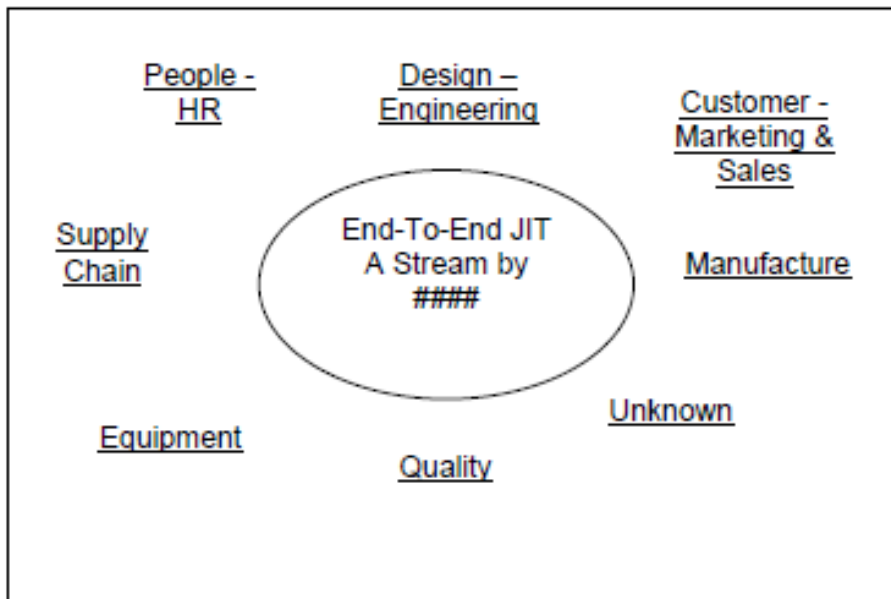 People -
HR
Design –
Engineering
Customer -
Marketing &
Sales
Supply
Chain
End-To-End JIT
A Stream by
####
Manufacture
Equipment
Quality
Unknown